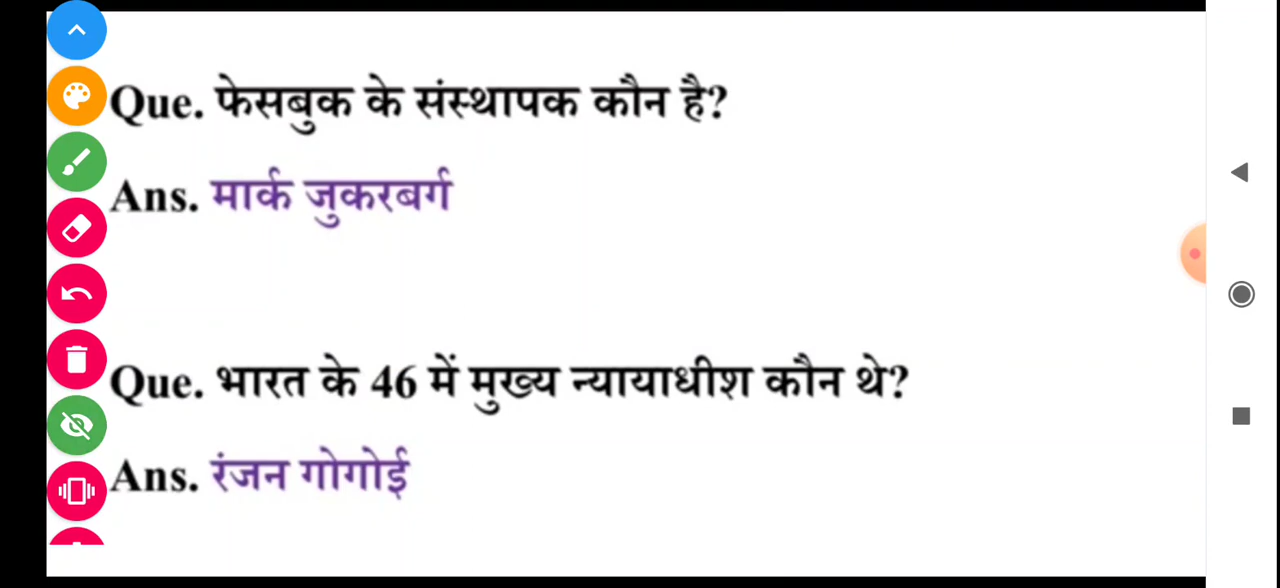 Que. फेसबुक के संस्थापक कौन है?
Ans. मार्क जुकरबर्ग
Que. भारत के 46 में मुख्य न्यायाधीश कौन थे?
Ans. रंजन गोगोई